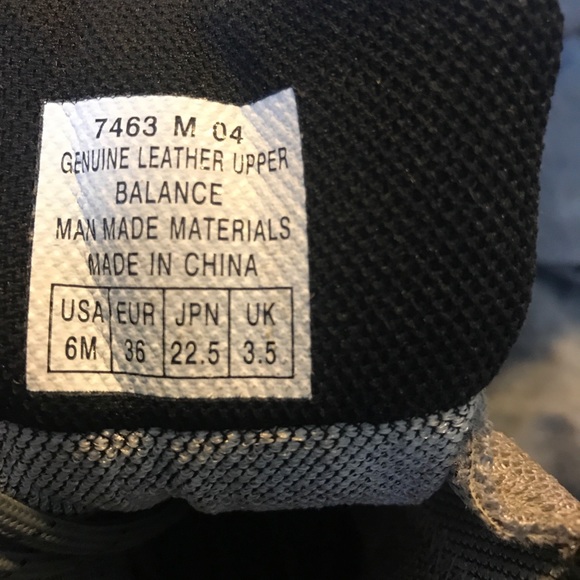 7463 M 04
GENUINE LEATHER UPPER
BALANCE
MAN MADE MATERIALS
MADE IN CHINA
USA EUR JPN UK
6M 36 22.5 3.5